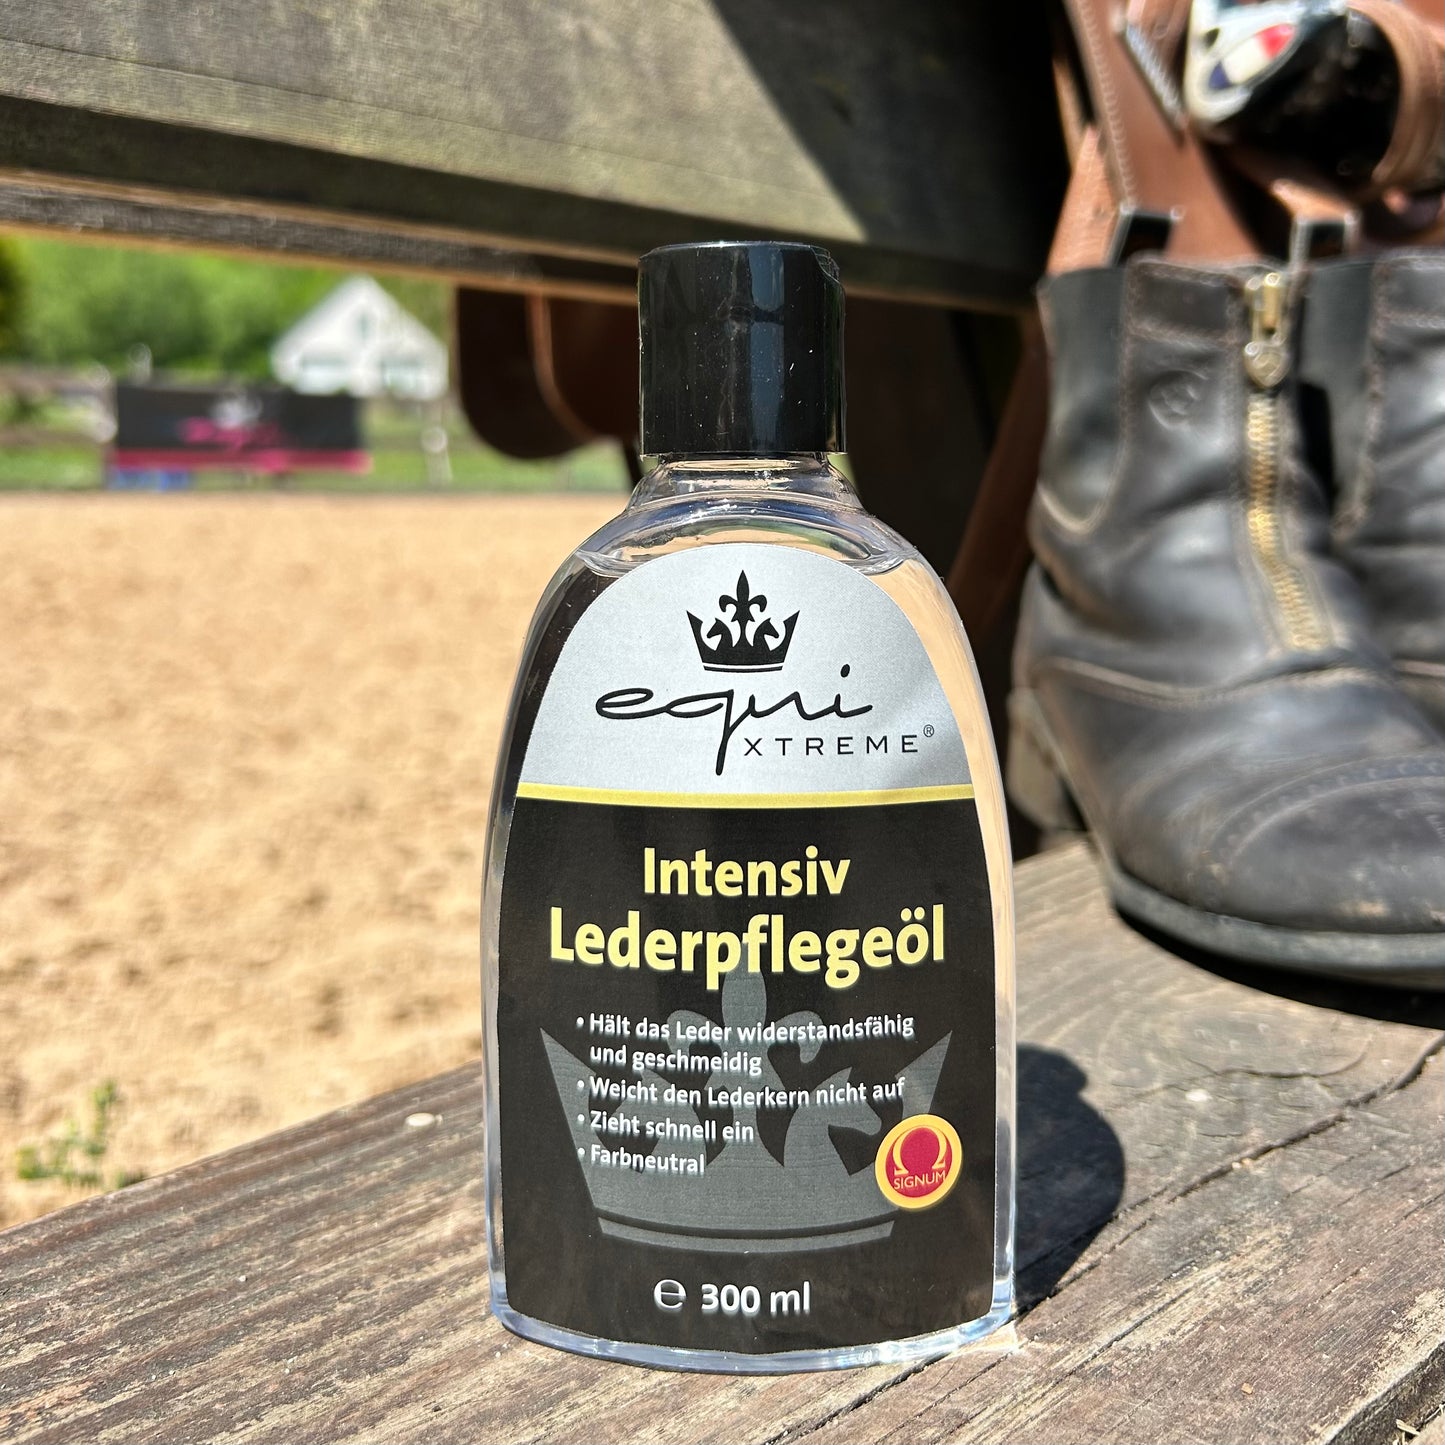 equi
XTREME®
Intensiv
Lederpflegeöl
• Hält das Leder widerstandsfähig
und geschmeidig
• Weicht den Lederkern nicht auf
• Zieht schnell ein
• Farbneutral
SIGNUM
℮ 300 ml